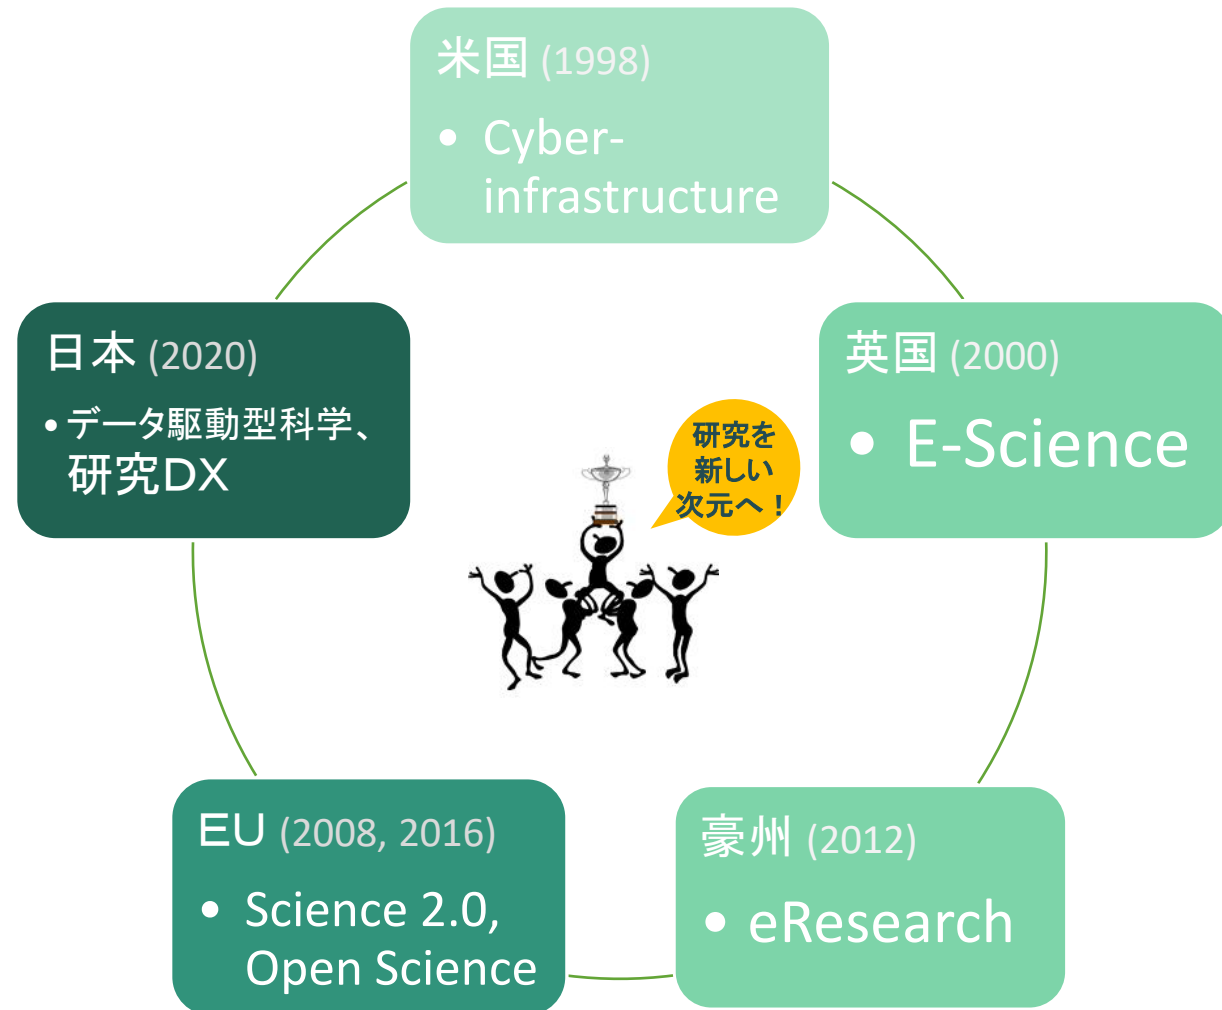 米国 (1998)
• Cyber-
infrastructure
英国 (2000)
• E-Science
豪州 (2012)
• eResearch
EU (2008, 2016)
• Science 2.0,
Open Science
日本 (2020)
• データ駆動型科学、
研究DX
研究を
新しい
次元へ！